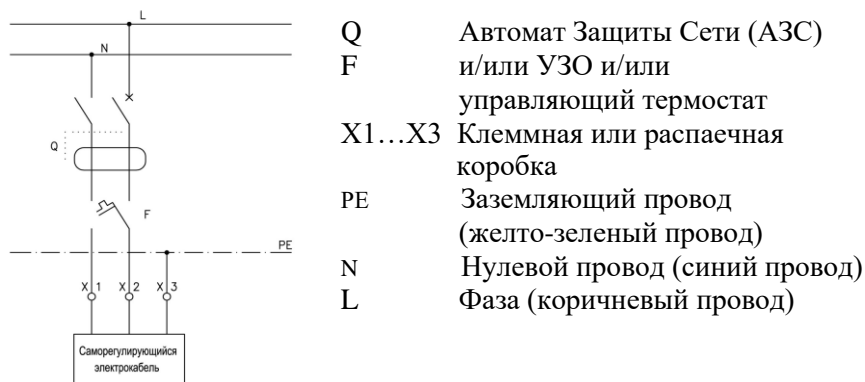 L
N
Q
F
PE
X 1 X 2 X 3
Саморегулирующийся
электрокабель
Q Автомат Защиты Сети (АЗС)
F и/или УЗО и/или
управляющий термостат
X1…X3 Клеммная или распаечная
коробка
PE Заземляющий провод
(желто-зеленый провод)
N Нулевой провод (синий провод)
L Фаза (коричневый провод)